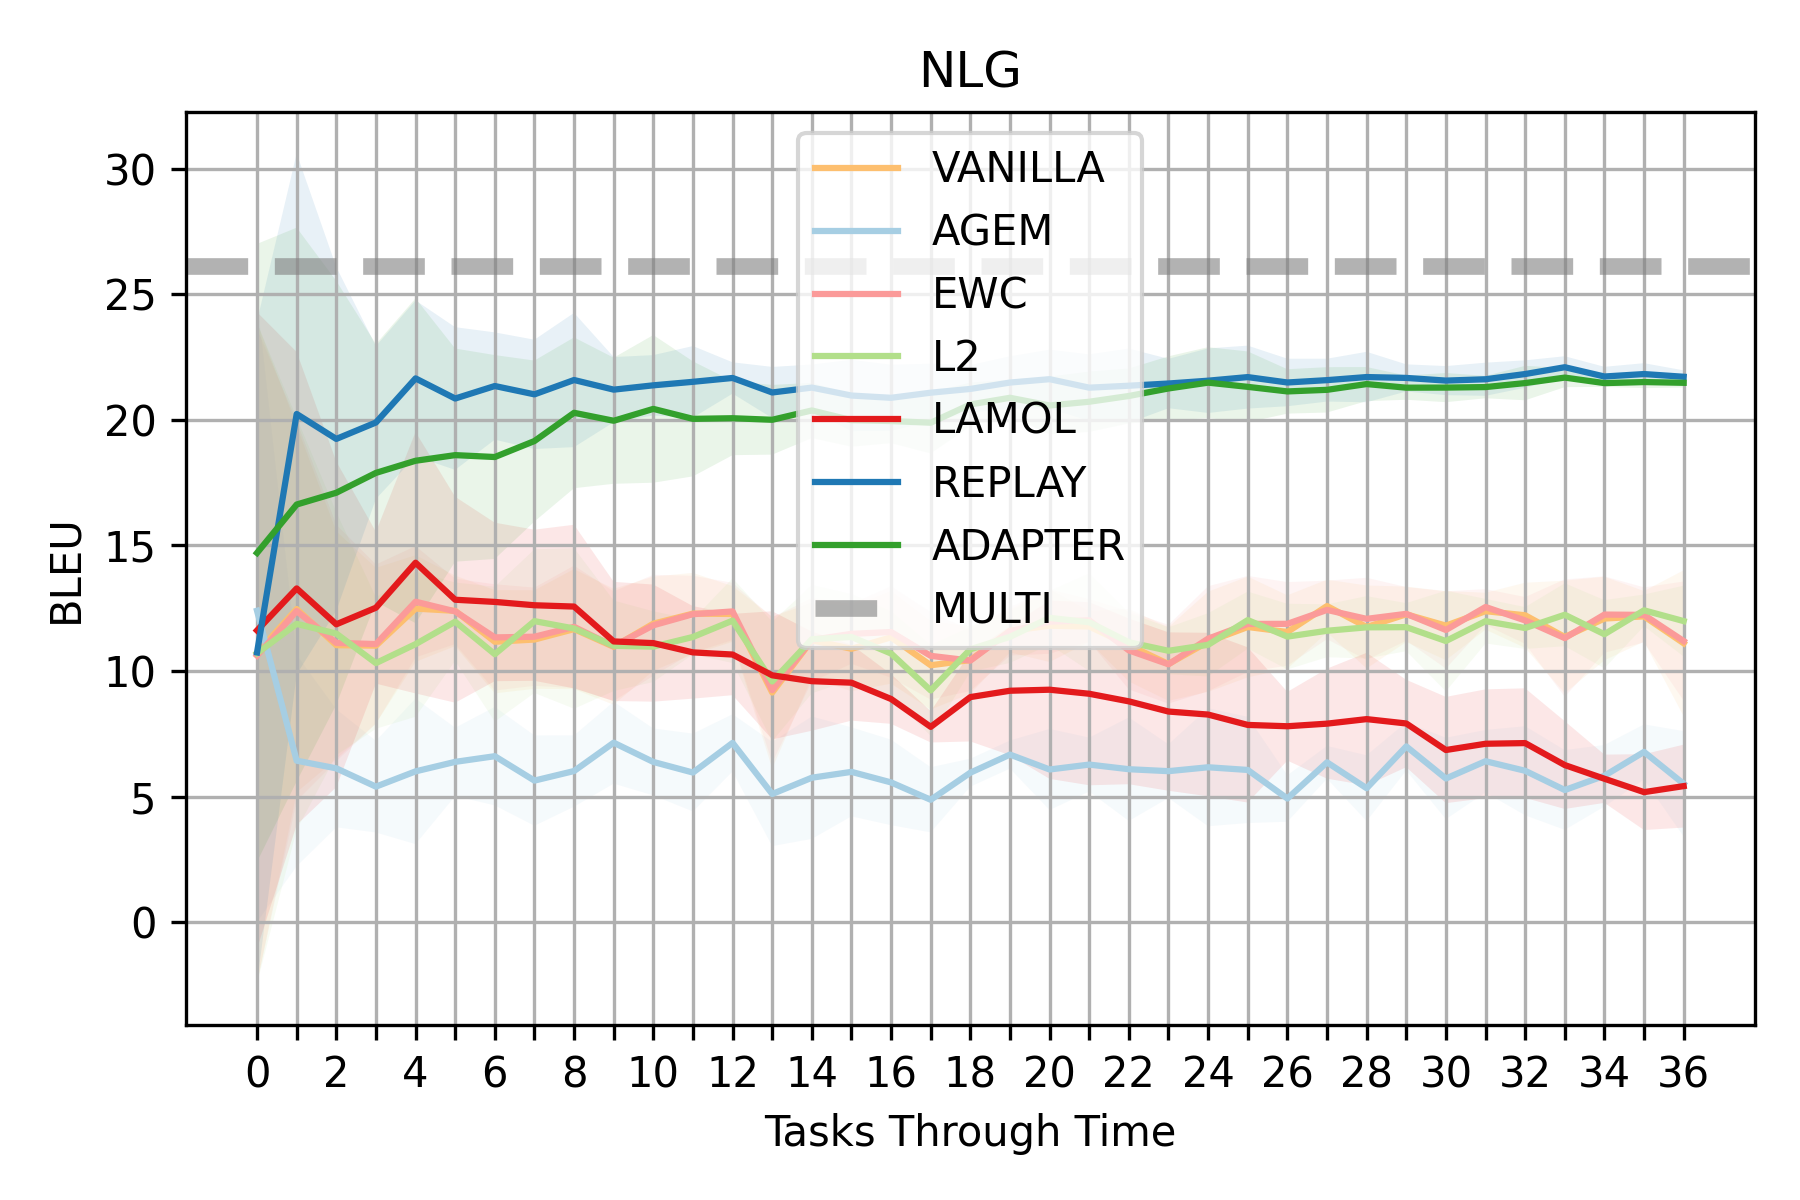 NLG
30
25
20
15
10
5
0
BLEU
VANILLA
AGEM
EWC
L2
LAMOL
REPLAY
ADAPTER
MULTI
0 2 4 6 8 10 12 14 16 18 20 22 24 26 28 30 32 34 36
Tasks Through Time